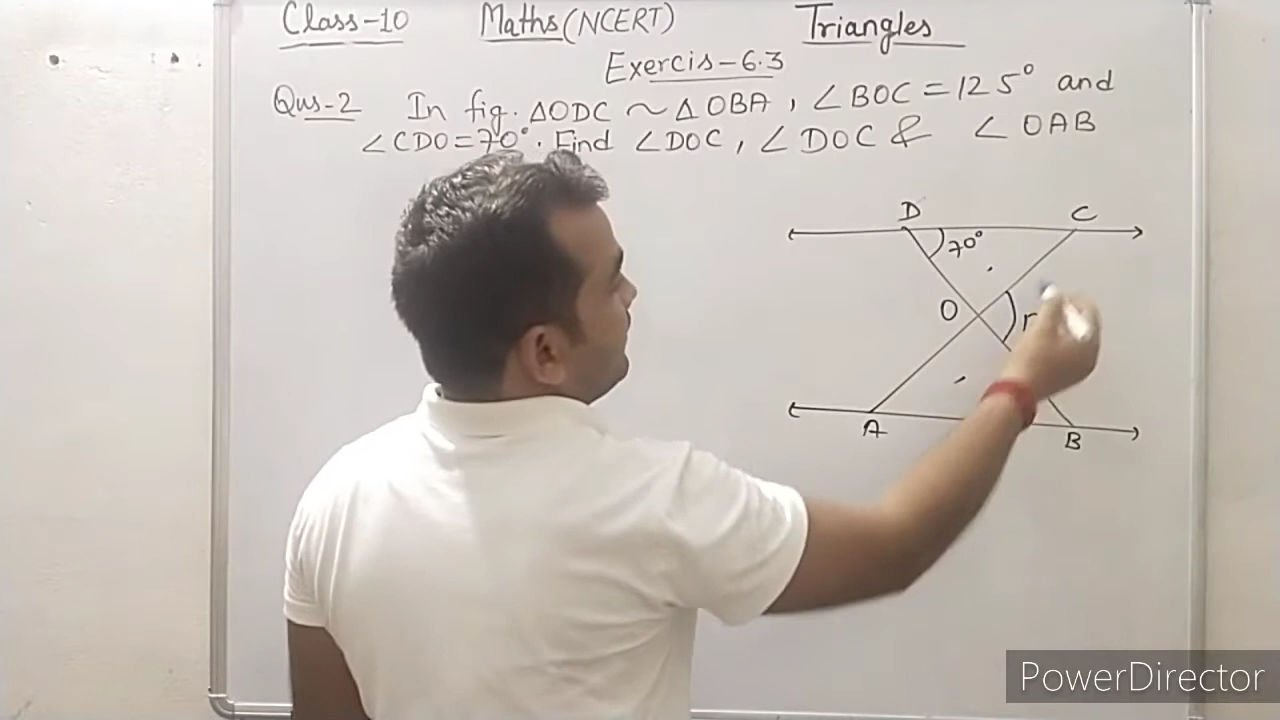 Class-10 Maths (NCERT) Triangles
Exercis-6.3
Qus-2 In fig. ΔODC ~ ΔOBA, ∠BOC = 125° and
∠CDO = 70°. Find ∠DOC, ∠DOC & ∠OAB
D C
70°
O
A B
PowerDirector